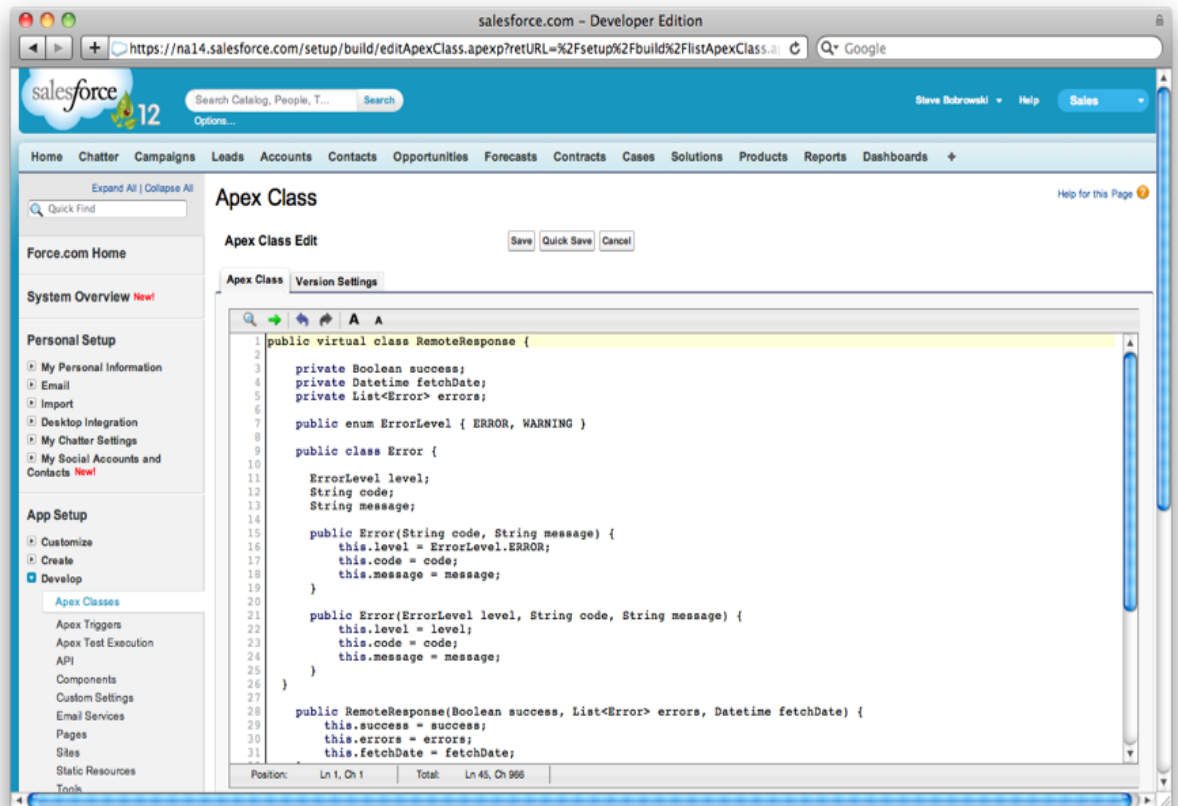 salesforce.com – Developer Edition
https://na14.salesforce.com/setup/build/editApexClass.apexp?retURL=%2Fsetup%2Fbuild%2FlistApexClass.a
Google
salesforce
12
Search Catalog, People, T...
Search
Options...
Steve Bobrowski
Help
Sales
Home Chatter Campaigns Leads Accounts Contacts Opportunities Forecasts Contracts Cases Solutions Products Reports Dashboards +
Expand All | Collapse All
Quick Find
Force.com Home
System Overview New!
Personal Setup
My Personal Information
Email
Import
Desktop Integration
My Chatter Settings
My Social Accounts and
Contacts New!
App Setup
Customize
Create
Develop
Apex Classes
Apex Triggers
Apex Test Execution
API
Components
Custom Settings
Email Services
Pages
Sites
Static Resources
Tools
Apex Class
Help for this Page
Apex Class Edit
Save Quick Save Cancel
Apex Class Version Settings
A A
1 public virtual class RemoteResponse {
2
3 private Boolean success;
4 private Datetime fetchDate;
5 private List<Error> errors;
6
7 public enum ErrorLevel { ERROR, WARNING }
8
9 public class Error {
10
11 ErrorLevel level;
12 String code;
13 String message;
14
15 public Error(String code, String message) {
16 this.level = ErrorLevel.ERROR;
17 this.code = code;
18 this.message = message;
19 }
20
21 public Error(ErrorLevel level, String code, String message) {
22 this.level = level;
23 this.code = code;
24 this.message = message;
25 }
26 }
27
28 public RemoteResponse(Boolean success, List<Error> errors, Datetime fetchDate) {
29 this.success = success;
30 this.errors = errors;
31 this.fetchDate = fetchDate;
Position: Ln 1, Ch 1 Total: Ln 45, Ch 966